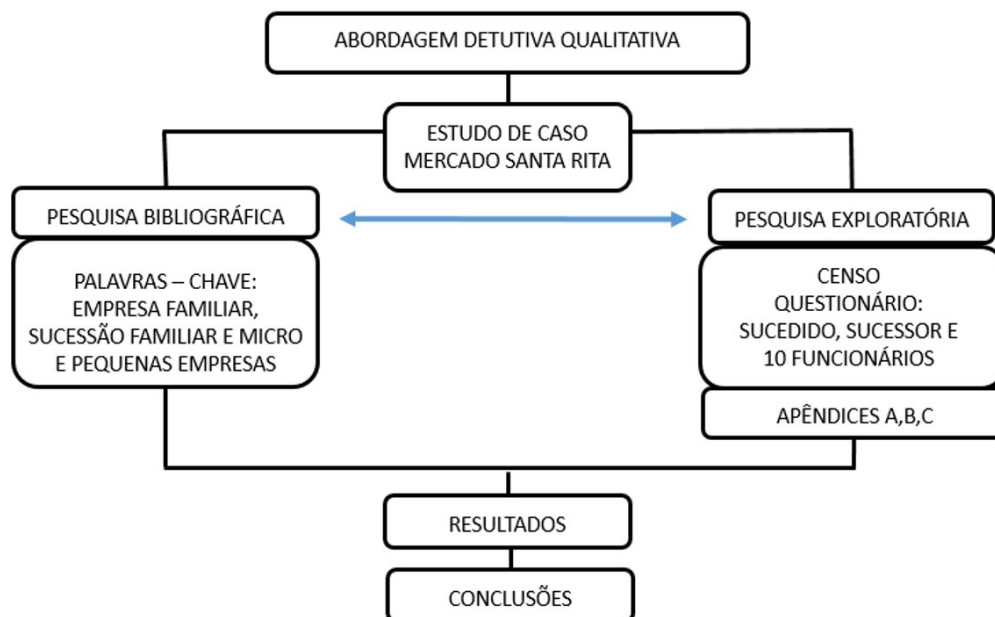 ABORDAGEM DETUTIVA QUALITATIVA
ESTUDO DE CASO
MERCADO SANTA RITA
PESQUISA BIBLIOGRÁFICA
PALAVRAS – CHAVE:
EMPRESA FAMILIAR,
SUCESSÃO FAMILIAR E MICRO
E PEQUENAS EMPRESAS
PESQUISA EXPLORATÓRIA
CENSO
QUESTIONÁRIO:
SUCEDIDO, SUCESSOR E
10 FUNCIONÁRIOS
APÊNDICES A,B,C
RESULTADOS
CONCLUSÕES